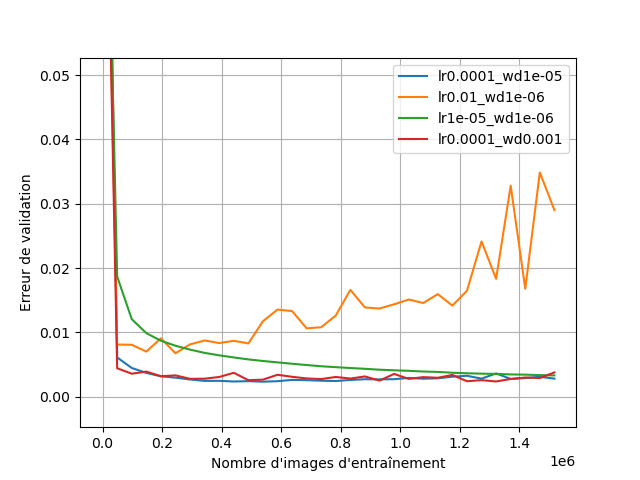 0.05
0.04
0.03
0.02
0.01
0.00
Erreur de validation
lr0.0001_wd1e-05
lr0.01_wd1e-06
lr1e-05_wd1e-06
lr0.0001_wd0.001
0.0 0.2 0.4 0.6 0.8 1.0 1.2 1.4
1e6
Nombre d'images d'entraînement